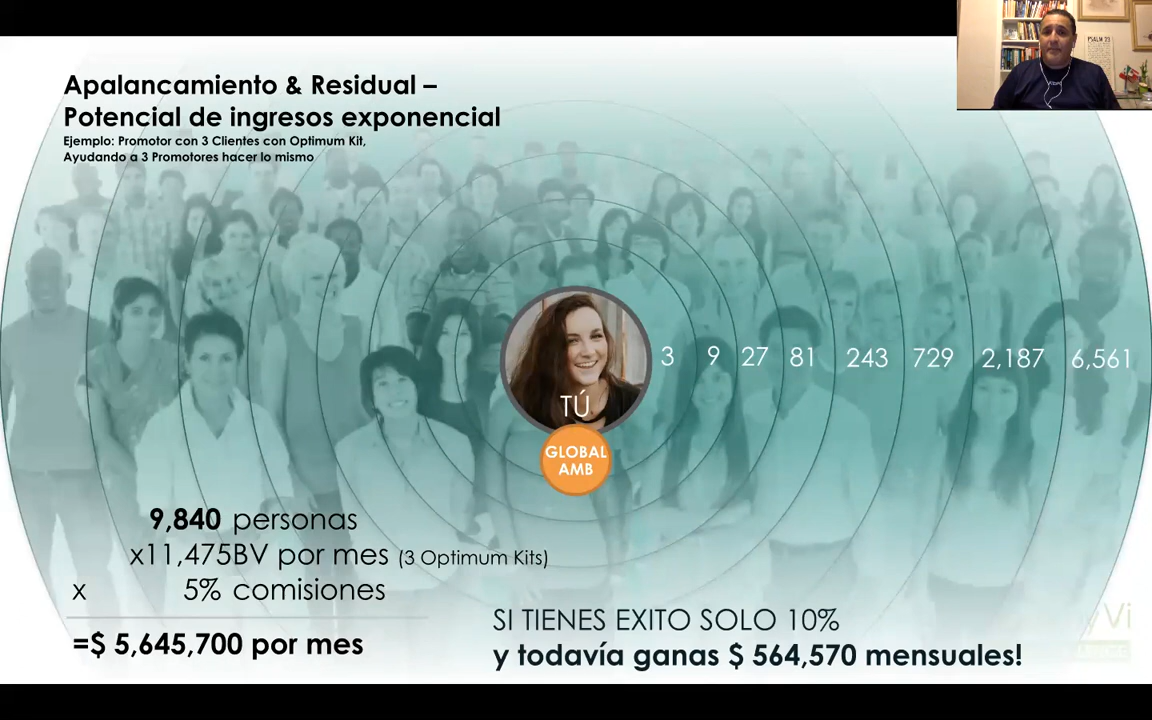 Apalancamiento & Residual –
Potencial de ingresos exponencial
Ejemplo: Promotor con 3 Clientes con Optimum Kit,
Ayudando a 3 Promotores hacer lo mismo
PSALM 23
3 9 27 81 243 729 2,187 6,561
TÚ
GLOBAL
AMB
9,840 personas
x11,475BV por mes (3 Optimum Kits)
x 5% comisiones
=$ 5,645,700 por mes
SI TIENES EXITO SOLO 10%
y todavía ganas $ 564,570 mensuales!